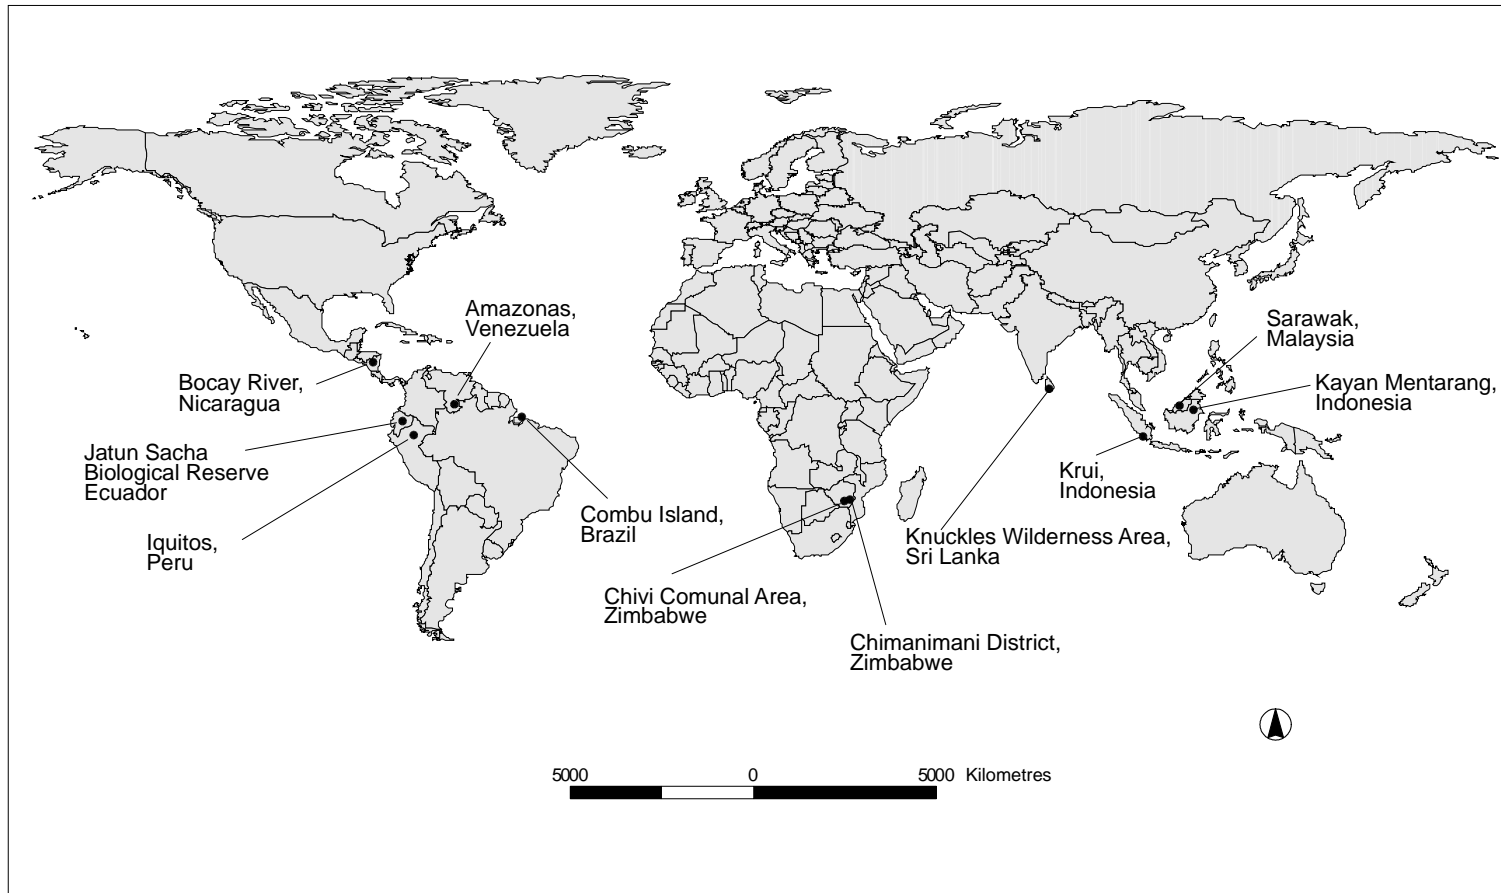 Amazonas,
Venezuela
Sarawak,
Malaysia
Bocay River,
Nicaragua
Kayan Mentarang,
Indonesia
Jatun Sacha
Biological Reserve
Ecuador
Krui,
Indonesia
Combu Island,
Brazil
Iquitos,
Peru
Knuckles Wilderness Area,
Sri Lanka
Chivi Comunal Area,
Zimbabwe
Chimanimani District,
Zimbabwe
5000 0 5000 Kilometres